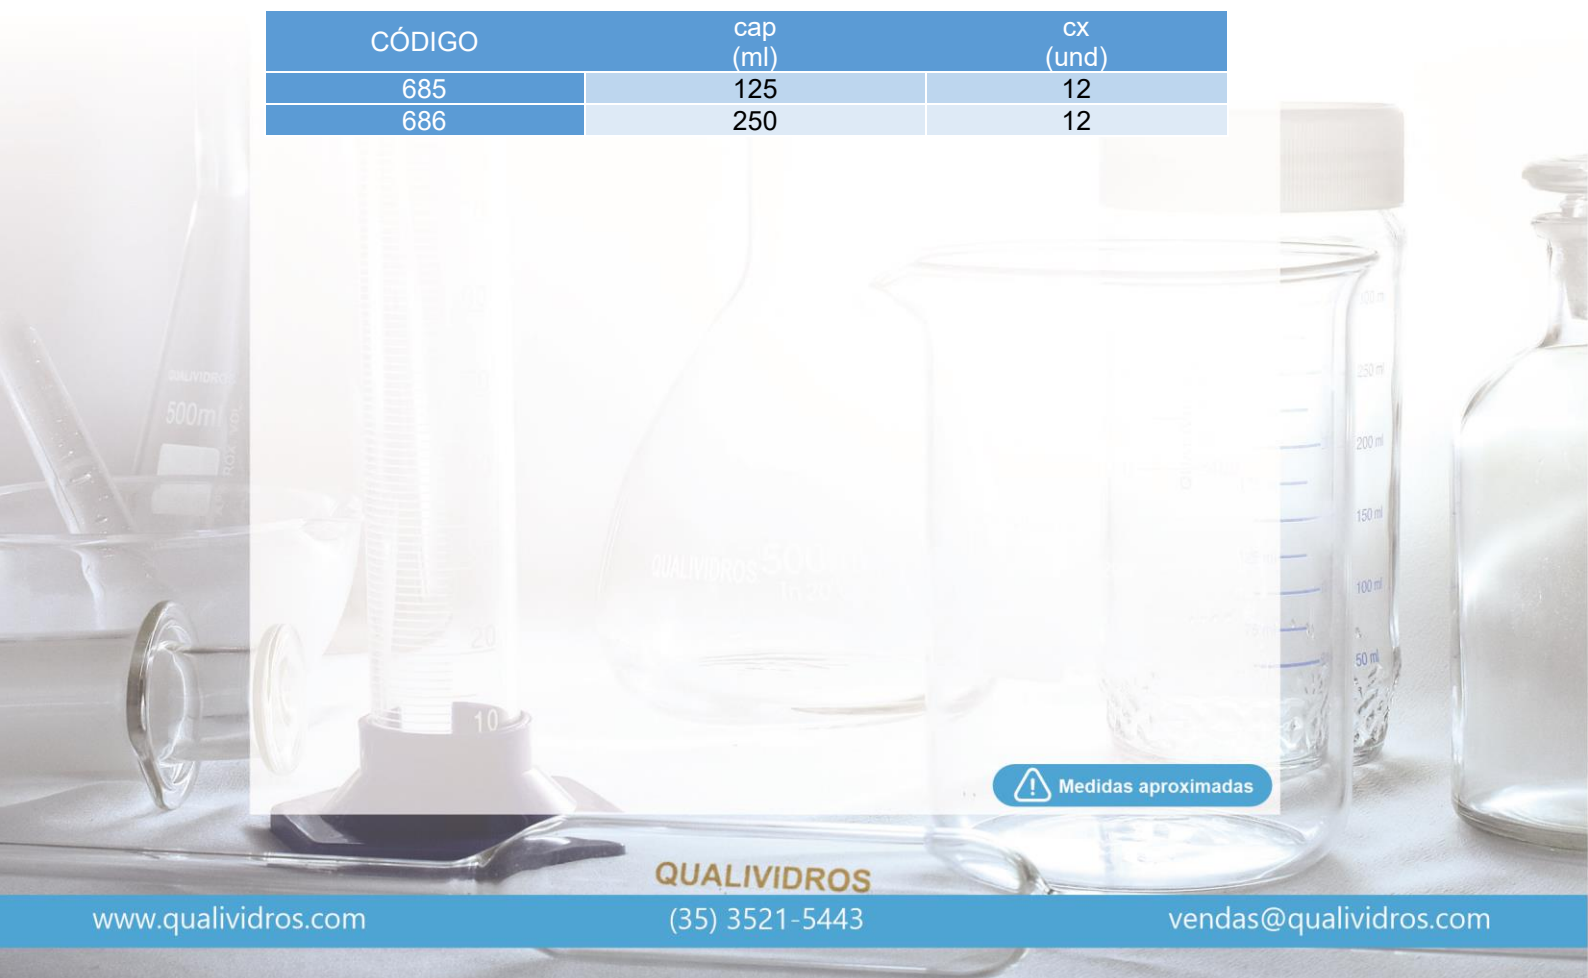 CÓDIGO cap (ml) cx (und)
685 125 12
686 250 12
500ml
QUALIVIDROS 500ml
250 ml
200 ml
150 ml
100 ml
50 ml
20
10
Medidas aproximadas
QUALIVIDROS
www.qualividros.com (35) 3521-5443 vendas@qualividros.com